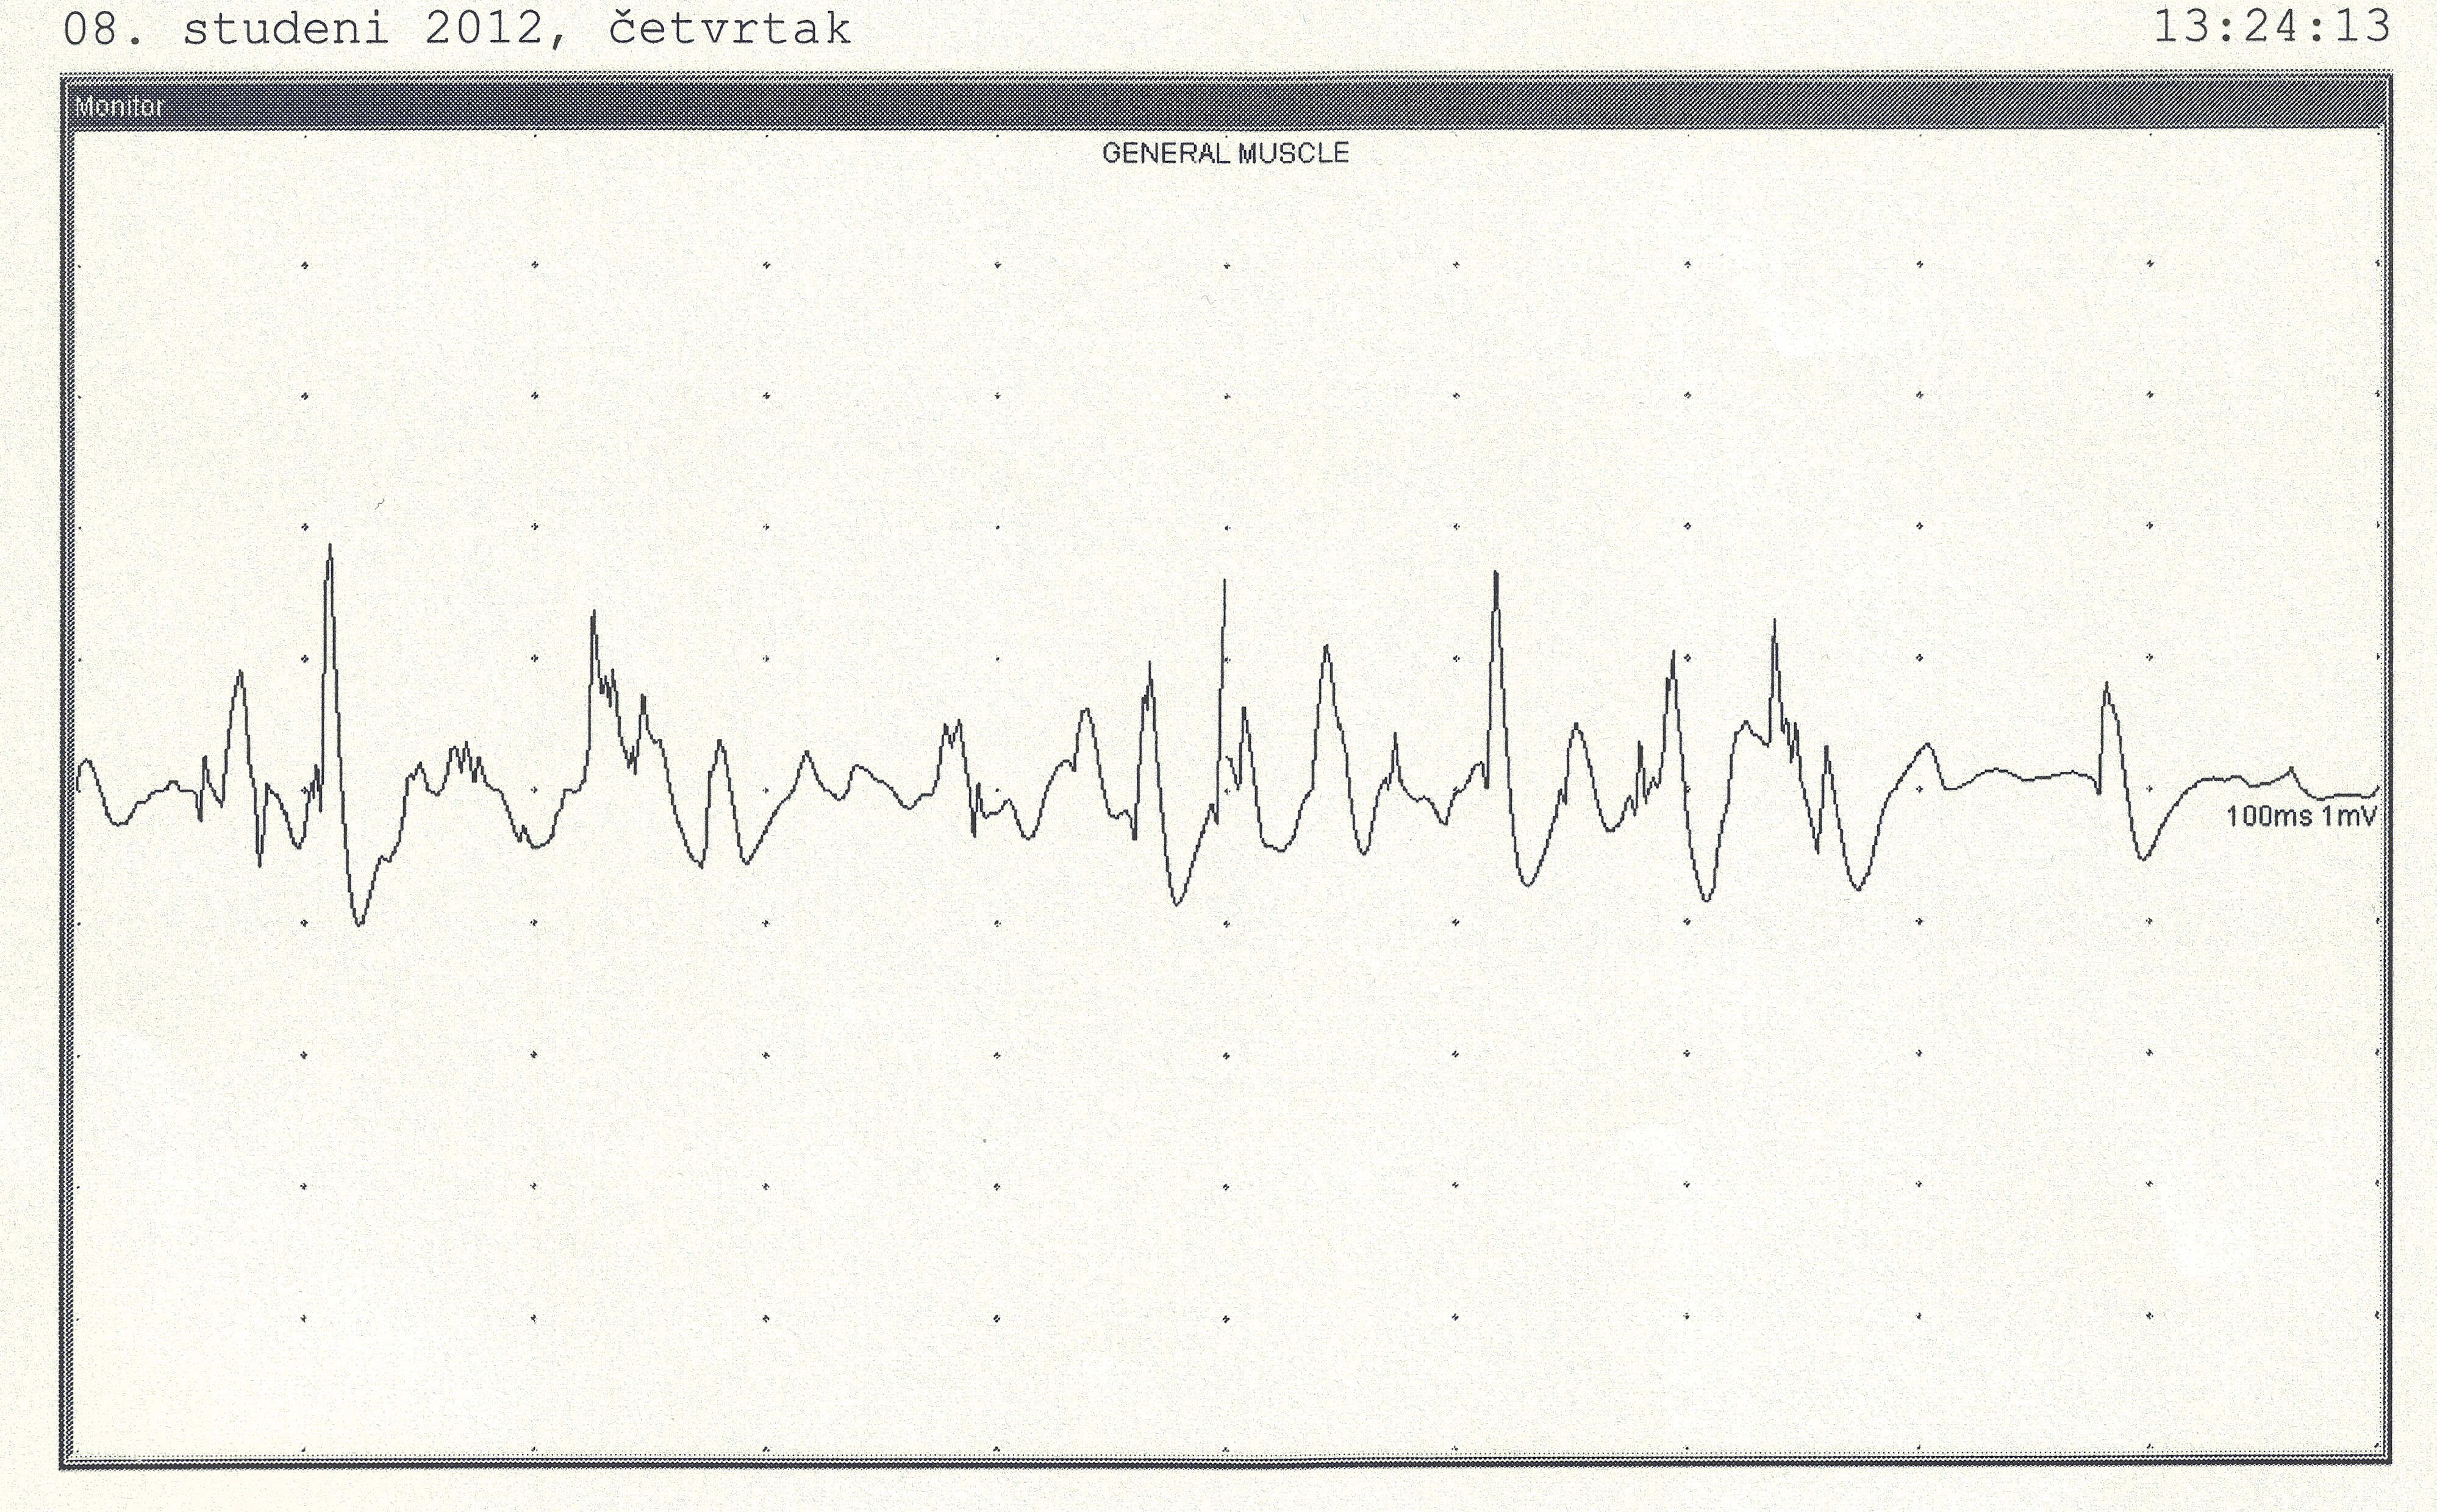 08. studeni 2012, četvrtak 13:24:13
Monitor
GENERAL MUSCLE
100ms 1mV